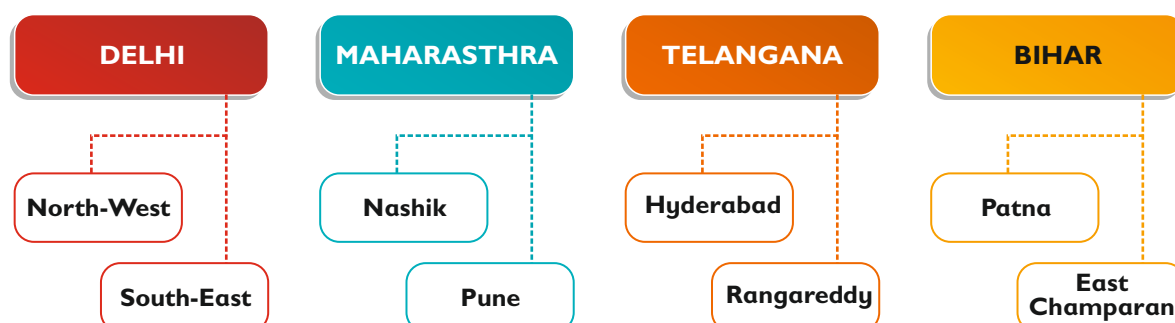 DELHI
MAHARASTHRA
TELANGANA
BIHAR
North-West
Nashik
Hyderabad
Patna
South-East
Pune
Rangareddy
East
Champaran